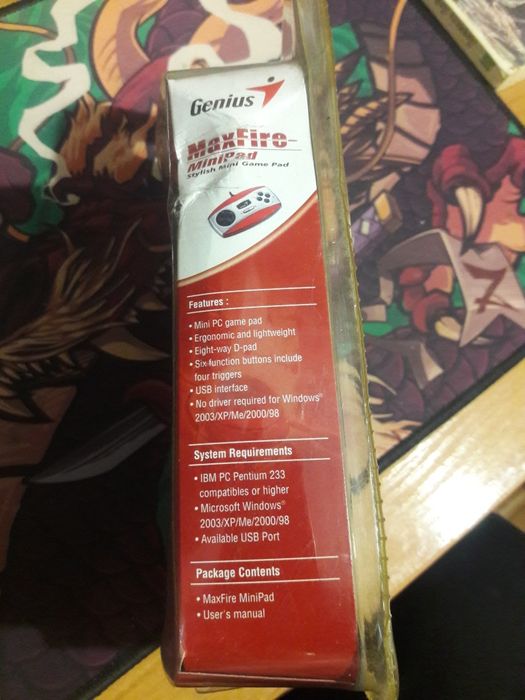 Genius
MaxFire
MiniPad
Stylish Mini Game Pad
Features :
• Mini PC game pad
• Ergonomic and lightweight
• Eight-way D-pad
• Six function buttons include
four triggers
• USB interface
• No driver required for Windows®
2003/XP/Me/2000/98
System Requirements
• IBM PC Pentium 233
compatibles or higher
• Microsoft Windows®
2003/XP/Me/2000/98
• Available USB Port
Package Contents
• MaxFire MiniPad
• User's manual